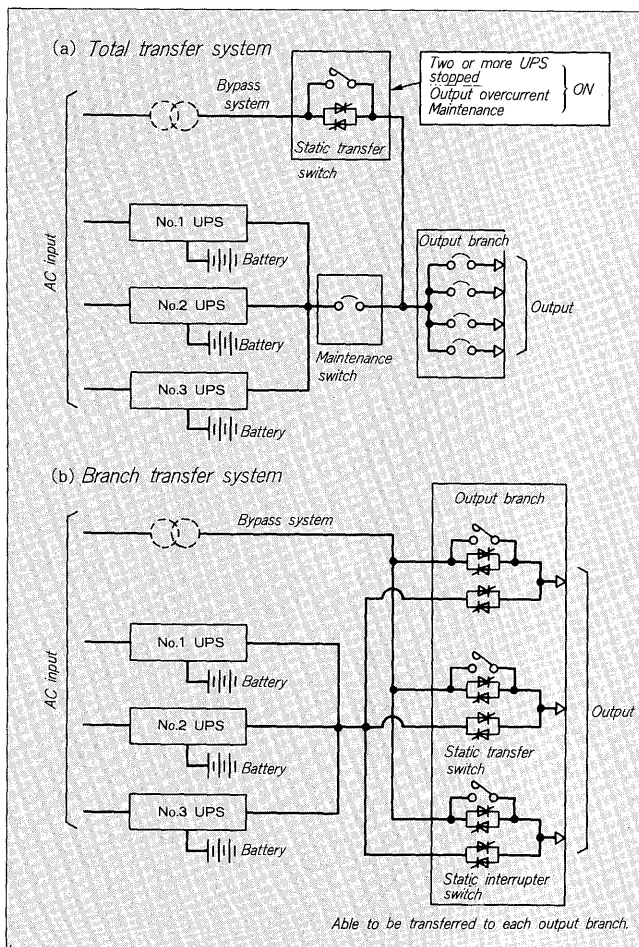 (a) Total transfer system
Two or more UPS
stopped
Output overcurrent
Maintenance
ON
Bypass
system
Static transfer
switch
AC input
No.1 UPS
Battery
No.2 UPS
Battery
No.3 UPS
Battery
Maintenance
switch
Output branch
Output
(b) Branch transfer system
Output branch
Bypass system
AC input
No.1 UPS
Battery
No.2 UPS
Battery
No.3 UPS
Battery
Static transfer
switch
Static interrupter
switch
Output
Able to be transferred to each output branch.